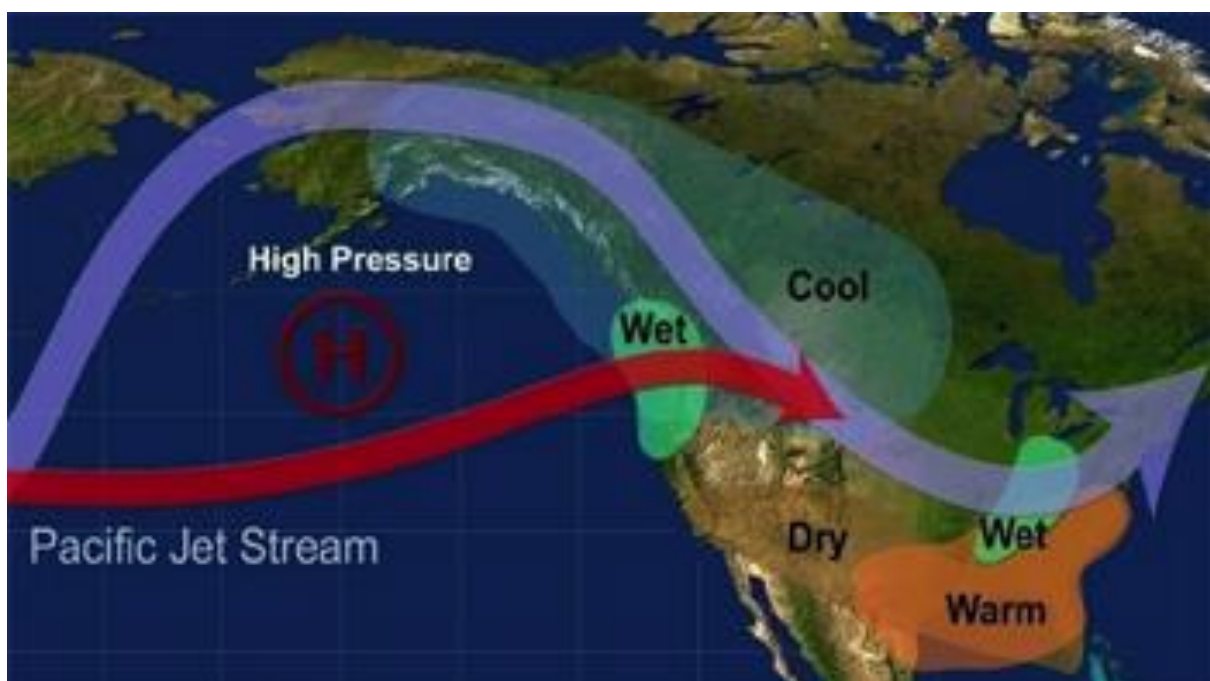 High Pressure
H
Cool
Wet
Pacific Jet Stream
Dry
Wet
Warm